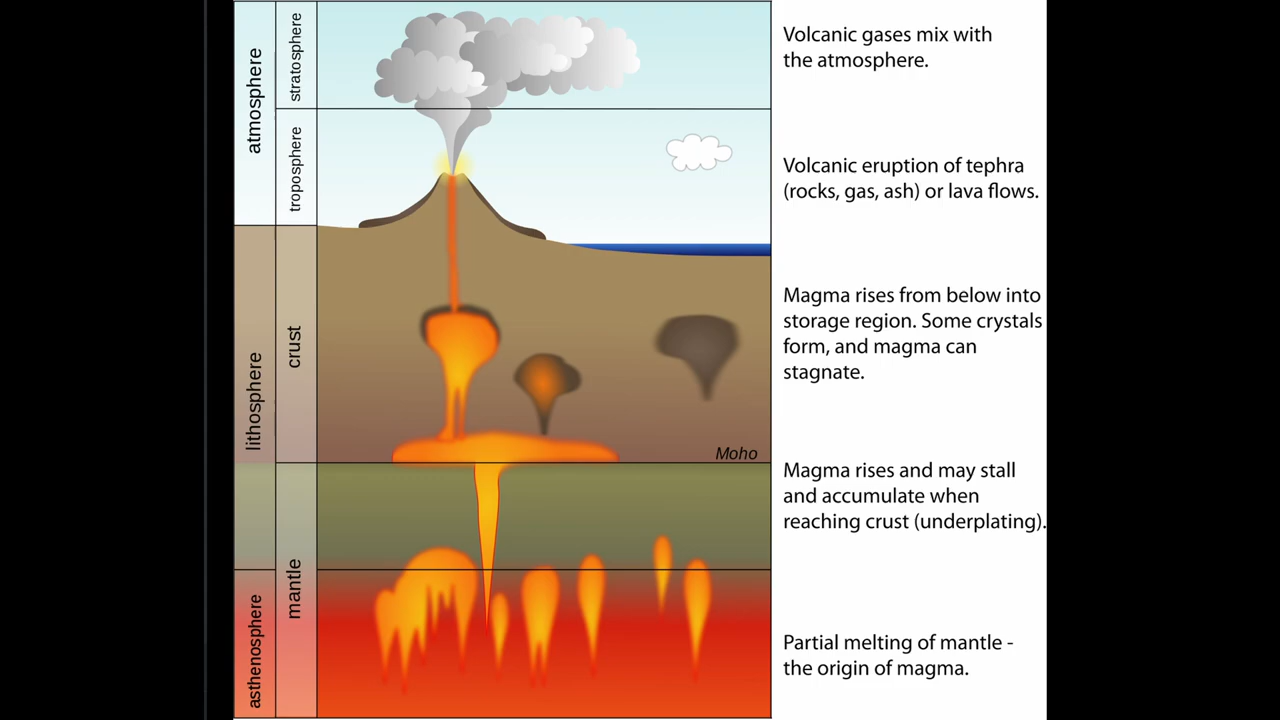 atmosphere
stratosphere
troposphere
lithosphere
crust
mantle
asthenosphere
Moho
Volcanic gases mix with
the atmosphere.
Volcanic eruption of tephra
(rocks, gas, ash) or lava flows.
Magma rises from below into
storage region. Some crystals
form, and magma can
stagnate.
Magma rises and may stall
and accumulate when
reaching crust (underplating).
Partial melting of mantle -
the origin of magma.